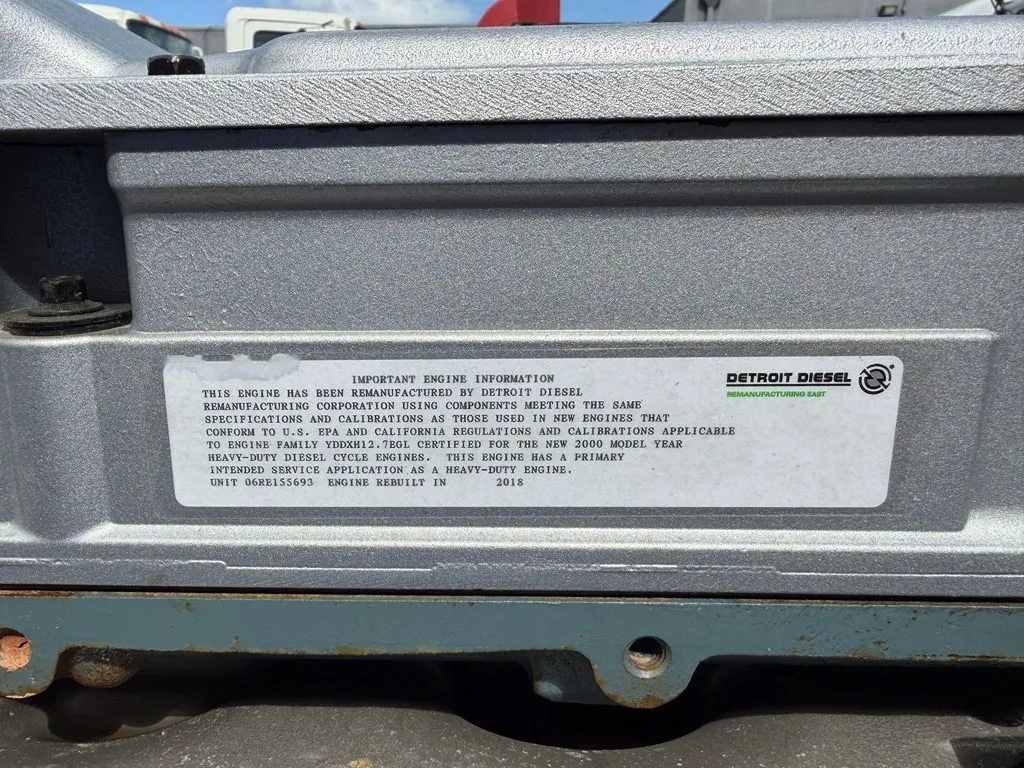 IMPORTANT ENGINE INFORMATION
THIS ENGINE HAS BEEN REMANUFACTURED BY DETROIT DIESEL
REMANUFACTURING CORPORATION USING COMPONENTS MEETING THE SAME
SPECIFICATIONS AND CALIBRATIONS AS THOSE USED IN NEW ENGINES THAT
CONFORM TO U.S. EPA AND CALIFORNIA REGULATIONS AND CALIBRATIONS APPLICABLE
TO ENGINE FAMILY YDDXH12.7EGL CERTIFIED FOR THE NEW 2000 MODEL YEAR
HEAVY-DUTY DIESEL CYCLE ENGINES. THIS ENGINE HAS A PRIMARY
INTENDED SERVICE APPLICATION AS A HEAVY-DUTY ENGINE.
UNIT 06RE155693 ENGINE REBUILT IN 2018
DETROIT DIESEL
REMANUFACTURING EAST